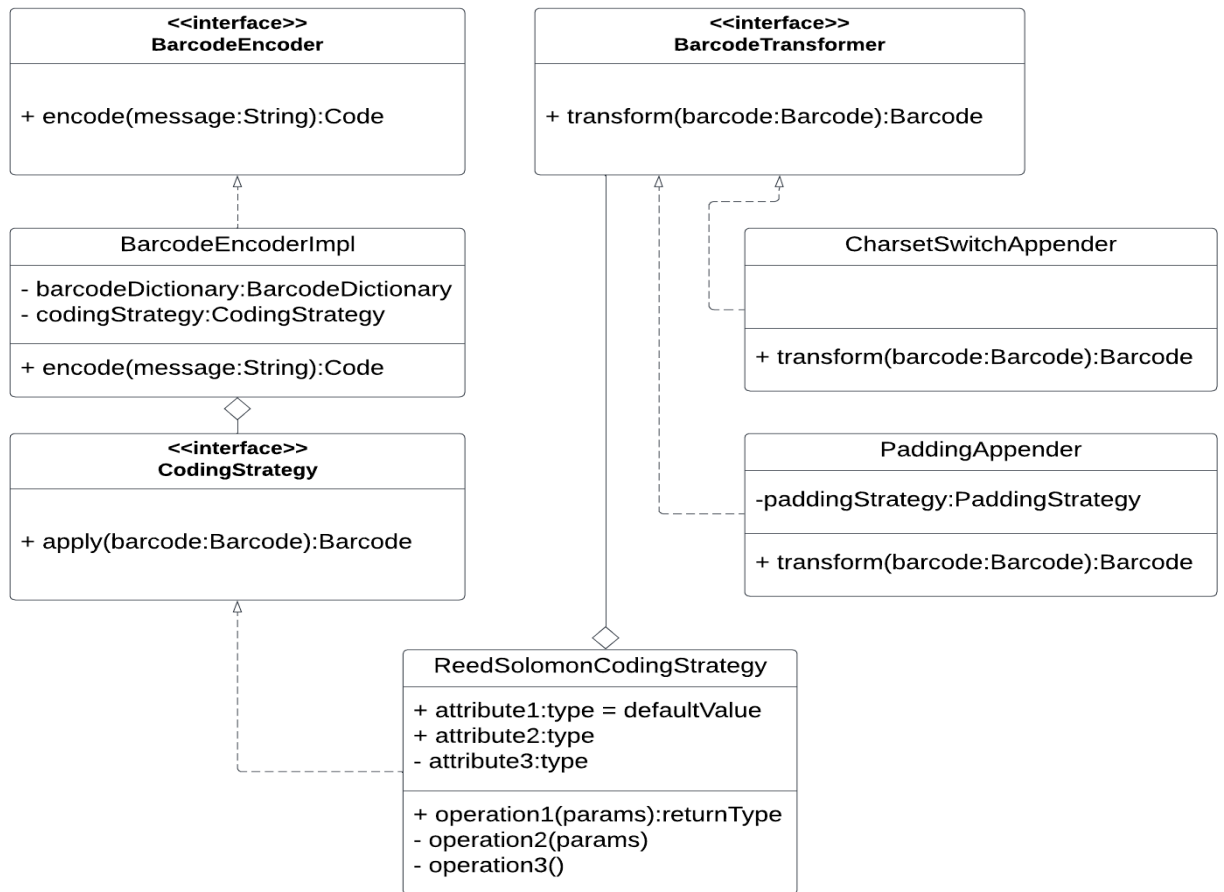 <<interface>>
BarcodeEncoder
+ encode(message:String):Code
<<interface>>
BarcodeTransformer
+ transform(barcode:Barcode):Barcode
BarcodeEncoderImpl
- barcodeDictionary:BarcodeDictionary
- codingStrategy:CodingStrategy
+ encode(message:String):Code
CharsetSwitchAppender
+ transform(barcode:Barcode):Barcode
<<interface>>
CodingStrategy
+ apply(barcode:Barcode):Barcode
PaddingAppender
-paddingStrategy:PaddingStrategy
+ transform(barcode:Barcode):Barcode
ReedSolomonCodingStrategy
+ attribute1:type = defaultValue
+ attribute2:type
- attribute3:type
+ operation1(params):returnType
- operation2(params)
- operation3()